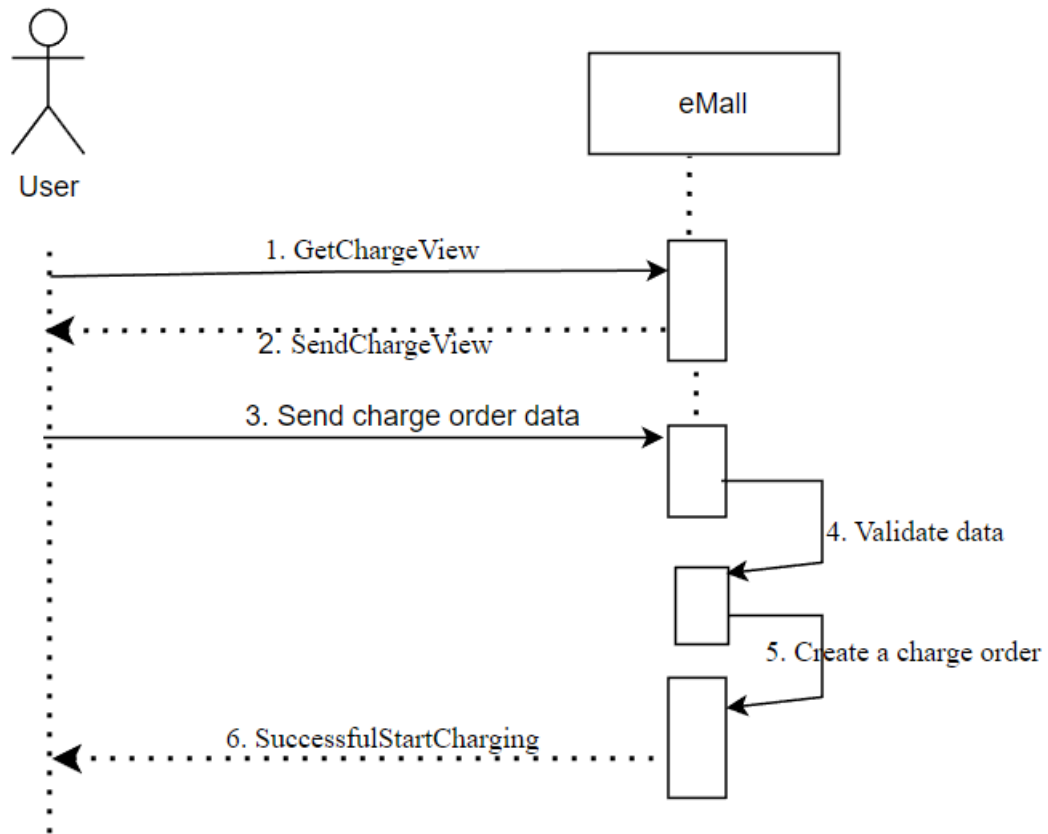 eMall
User
1. GetChargeView
2. SendChargeView
3. Send charge order data
4. Validate data
5. Create a charge order
6. SuccessfulStartCharging